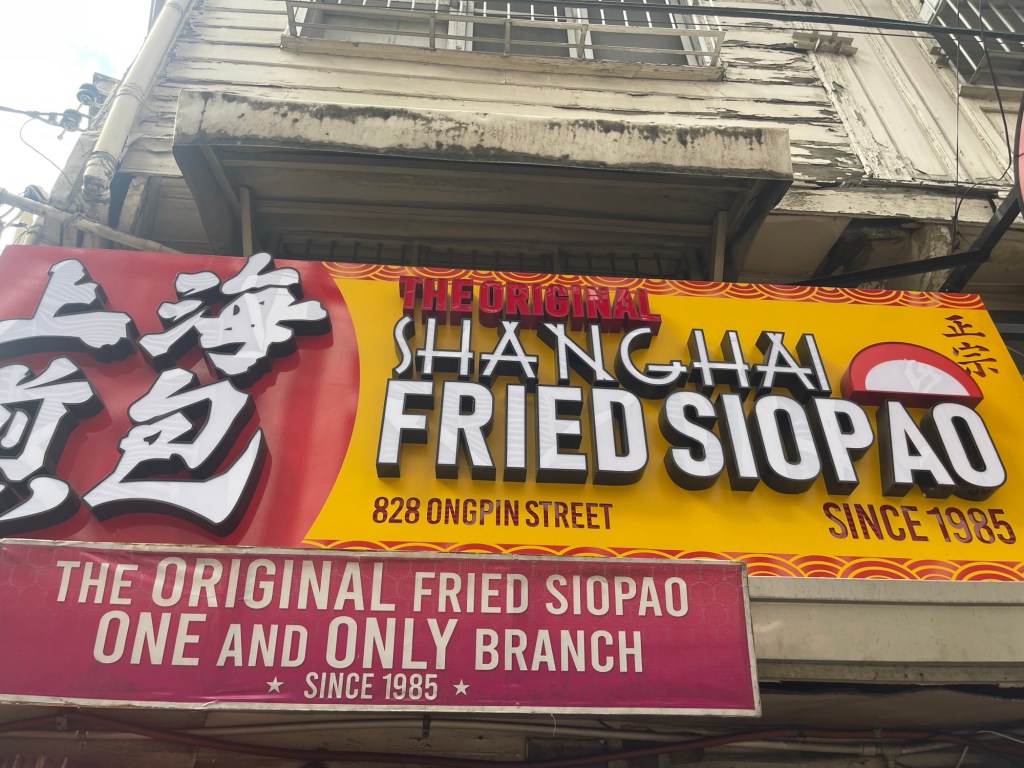 上海
煎包
THE ORIGINAL
SHANGHAI
FRIED SIOPAO
正宗
828 ONGPIN STREET
SINCE 1985
THE ORIGINAL FRIED SIOPAO
ONE AND ONLY BRANCH
★ SINCE 1985 ★